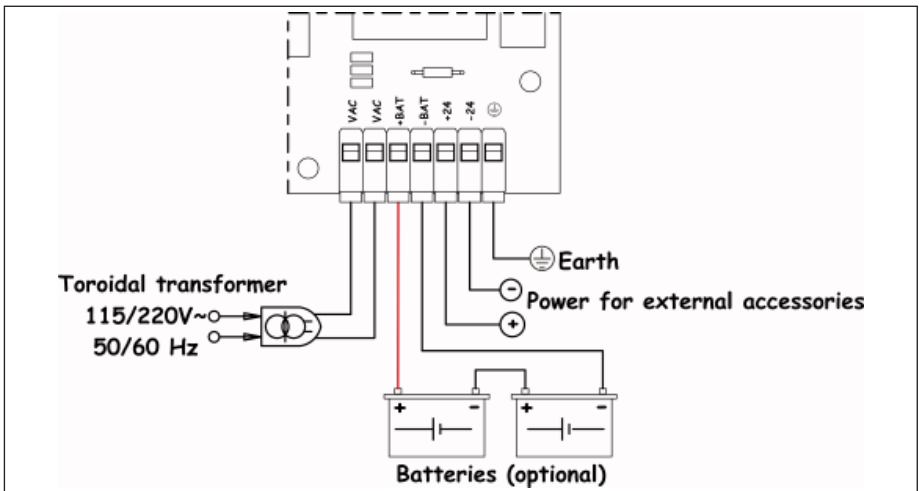 VAC VAC +BAT -BAT +24 -24
Earth
Toroidal transformer
115/220V~
50/60 Hz
- Power for external accessories
+
+ - + -
Batteries (optional)